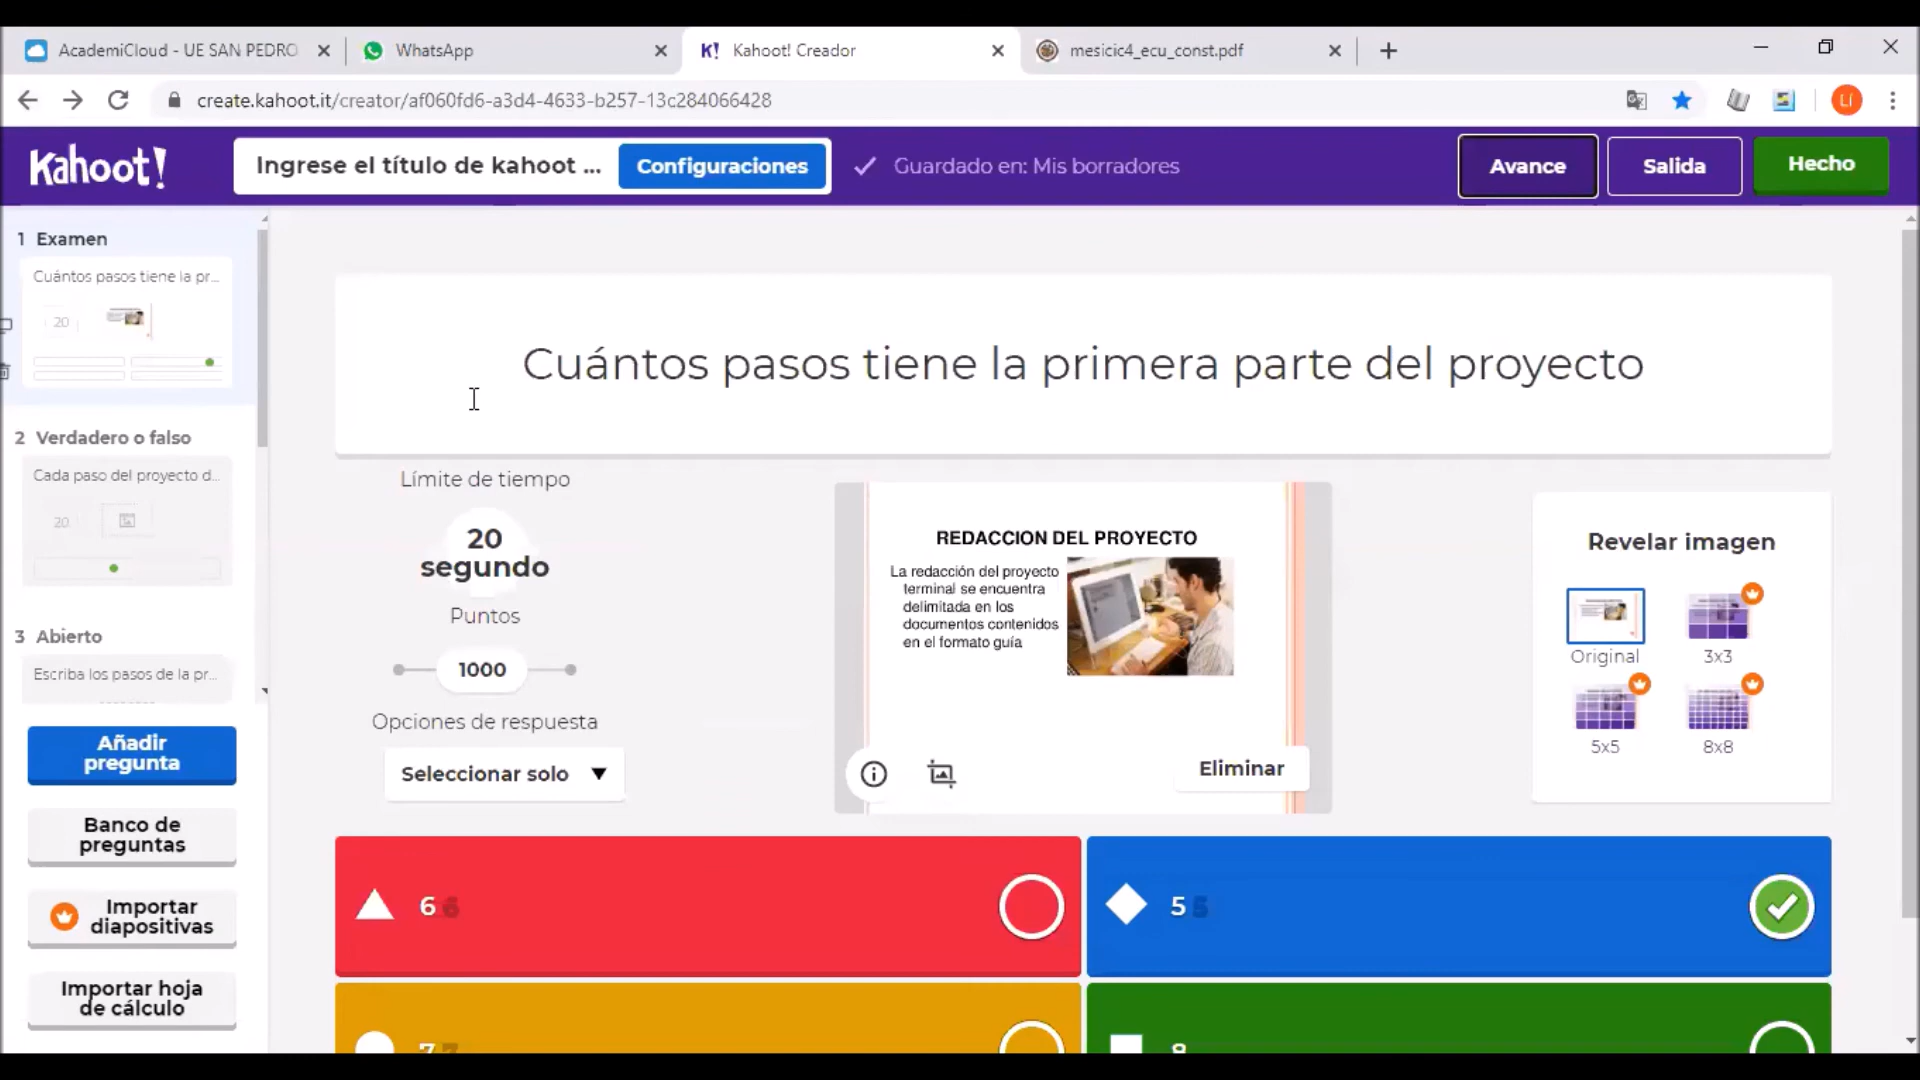 AcademiCloud - UE SAN PEDRO
WhatsApp
K! Kahoot! Creador
mesicic4_ecu_const.pdf
create.kahoot.it/creator/af060fd6-a3d4-4633-b257-13c284066428
LI
Kahoot!
Ingrese el título de kahoot ...
Configuraciones
Guardado en: Mis borradores
Avance
Salida
Hecho
1 Examen
Cuántos pasos tiene la pr...
20
2 Verdadero o falso
Cada paso del proyecto d...
20
3 Abierto
Escriba los pasos de la pr...
Añadir
pregunta
Banco de
preguntas
Importar
diapositivas
Importar hoja
de cálculo
Cuántos pasos tiene la primera parte del proyecto
Límite de tiempo
20
segundo
Puntos
1000
Opciones de respuesta
Seleccionar solo
REDACCION DEL PROYECTO
La redacción del proyecto
terminal se encuentra
delimitada en los
documentos contenidos
en el formato guía
Eliminar
Revelar imagen
Original
3x3
5x5
8x8
6
5
7
8